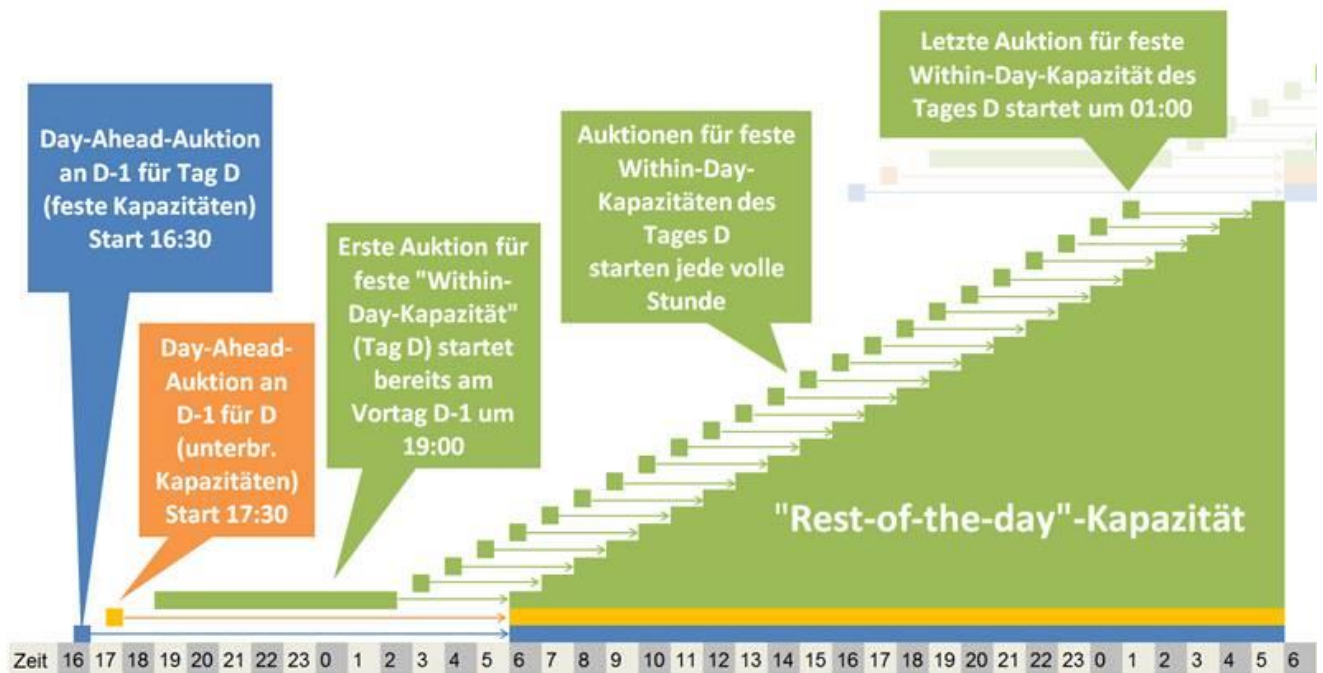 Day-Ahead-Auktion
an D-1 für Tag D
(feste Kapazitäten)
Start 16:30
Day-Ahead-
Auktion an
D-1 für D
(unterbr.
Kapazitäten)
Start 17:30
Erste Auktion für
feste "Within-
Day-Kapazität"
(Tag D) startet
bereits am
Vortag D-1 um
19:00
Auktionen für feste
Within-Day-
Kapazitäten des
Tages D
starten jede volle
Stunde
Letzte Auktion für feste
Within-Day-Kapazität des
Tages D startet um 01:00
"Rest-of-the-day"-Kapazität
Zeit 16 17 18 19 20 21 22 23 0 1 2 3 4 5 6 7 8 9 10 11 12 13 14 15 16 17 18 19 20 21 22 23 0 1 2 3 4 5 6